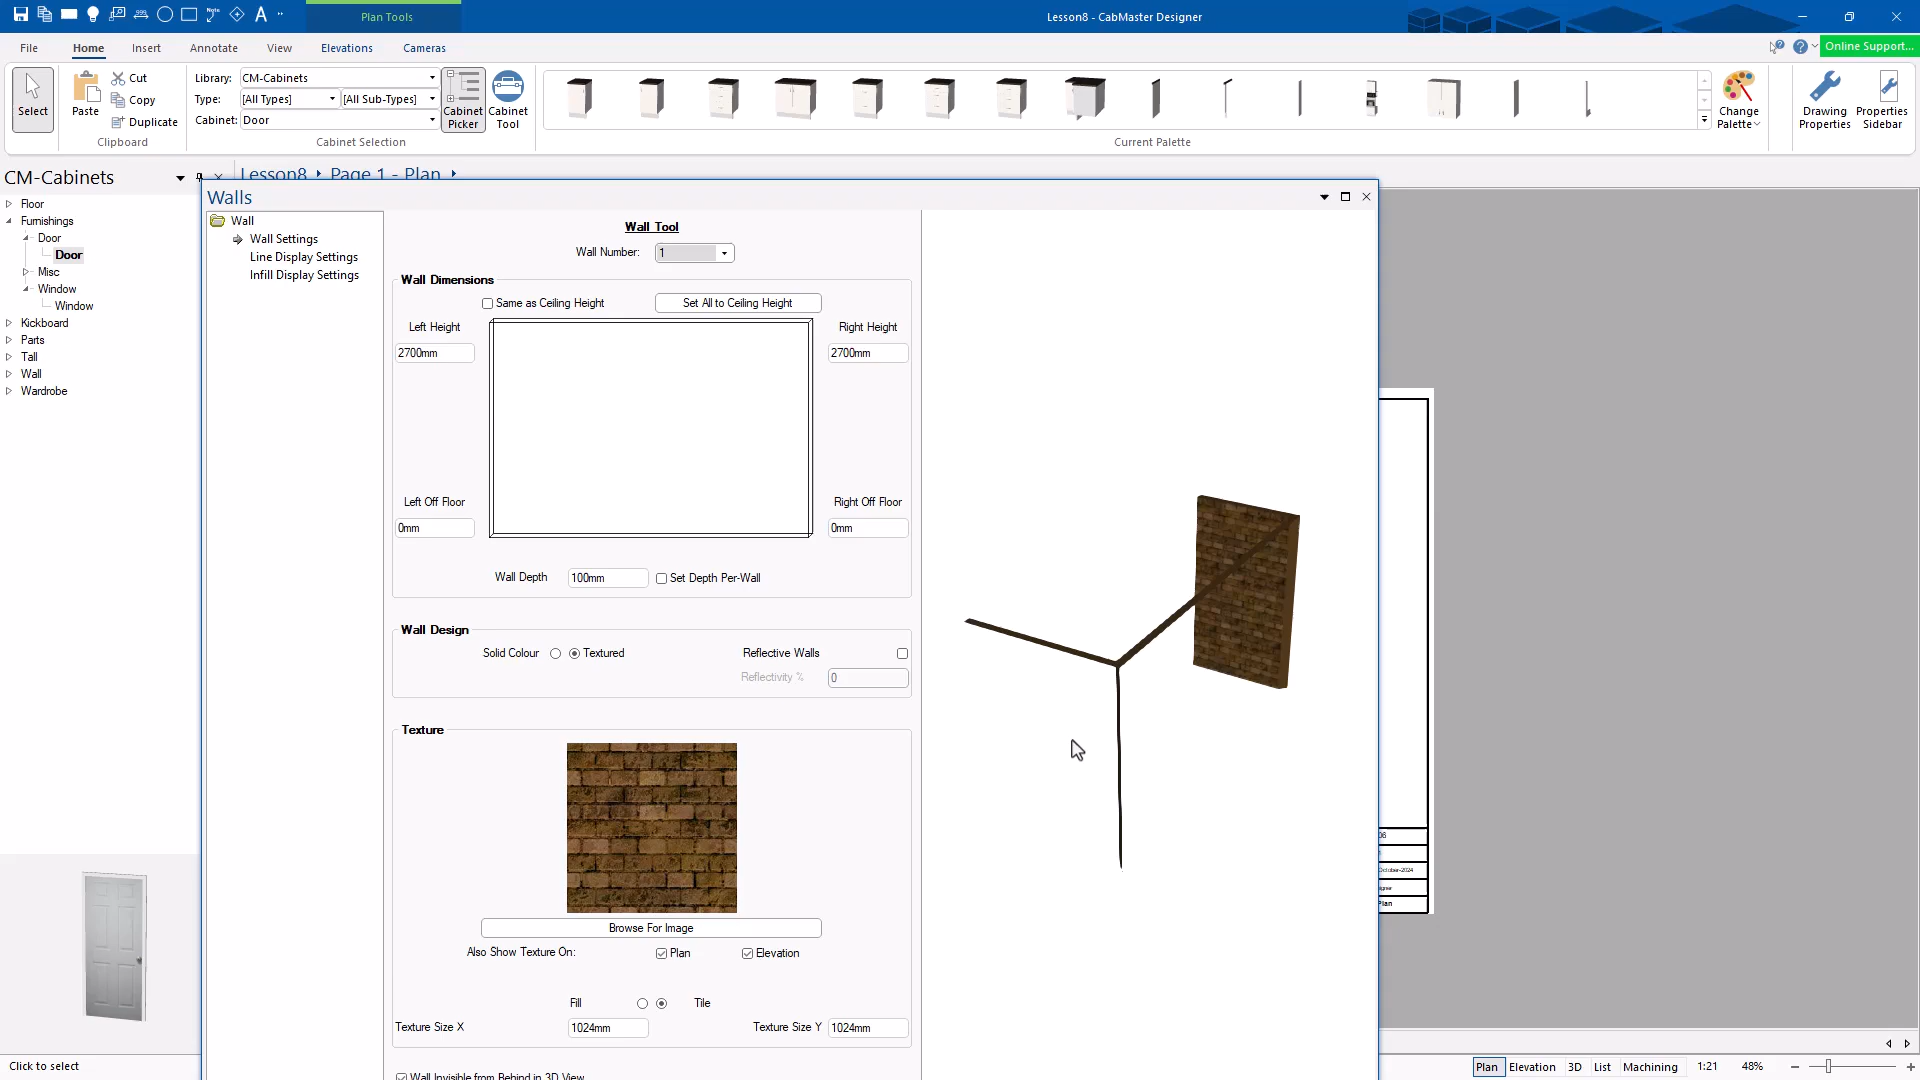 Plan Tools
Lesson8 - CabMaster Designer
File Home Insert Annotate View Elevations Cameras
Online Support...
Select
Paste
Cut
Copy
Duplicate
Clipboard
Library: CM-Cabinets
Type: [All Types] [All Sub-Types]
Cabinet: Door
Cabinet Selection
Cabinet Picker
Cabinet Tool
Current Palette
Change Palette
Drawing Properties
Properties Sidebar
CM-Cabinets
Lesson8 Page 1 - Plan
Floor
Furnishings
Door
Door
Misc
Window
Window
Kickboard
Parts
Tall
Wall
Wardrobe
Walls
Wall
Wall Settings
Line Display Settings
Infill Display Settings
Wall Tool
Wall Number: 1
Wall Dimensions
Same as Ceiling Height
Set All to Ceiling Height
Left Height
Right Height
2700mm
2700mm
Left Off Floor
Right Off Floor
0mm
0mm
Wall Depth 100mm Set Depth Per-Wall
Wall Design
Solid Colour Textured
Reflective Walls
Reflectivity % 0
Texture
Browse For Image
Also Show Texture On: Plan Elevation
Fill Tile
Texture Size X 1024mm Texture Size Y 1024mm
Wall Invisible from Behind in 3D View
October-2024
Plan
Click to select
Plan Elevation 3D List Machining 1:21 48%